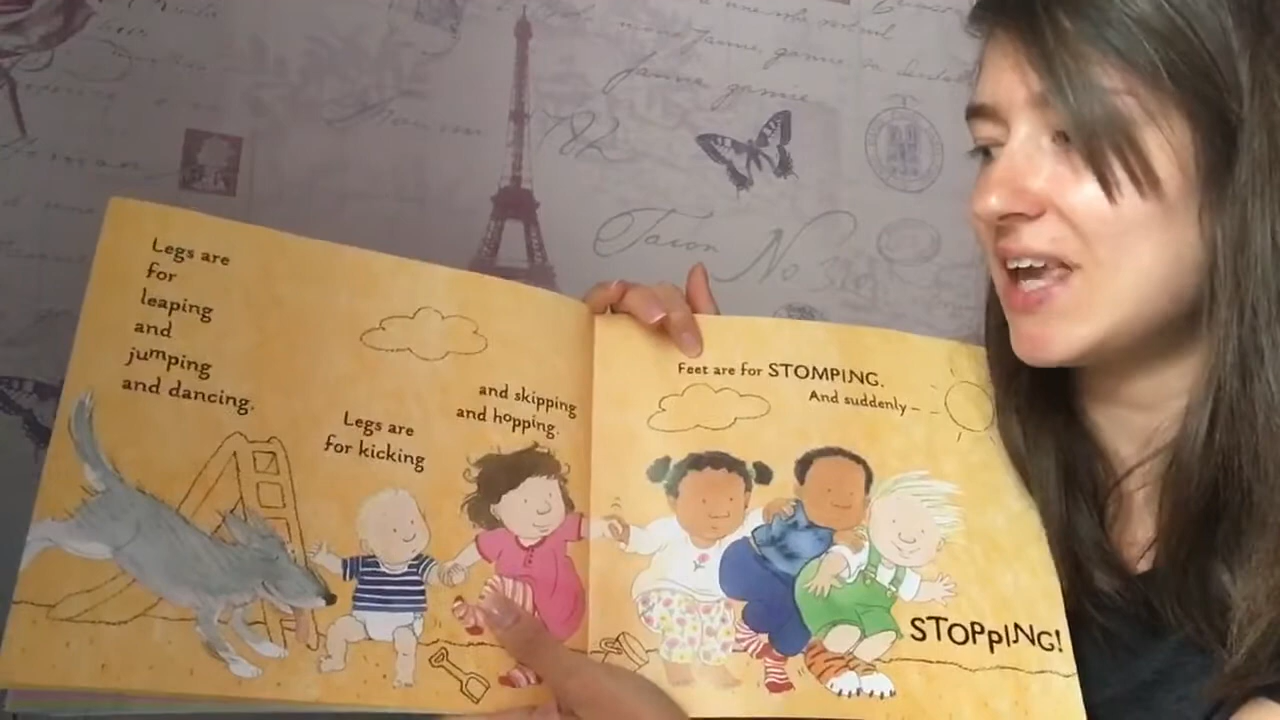 Legs are
for
leaping
and
jumping
and dancing.
Legs are
for kicking
and skipping
and hopping.
Feet are for STOMPING.
And suddenly –
STOPpING!